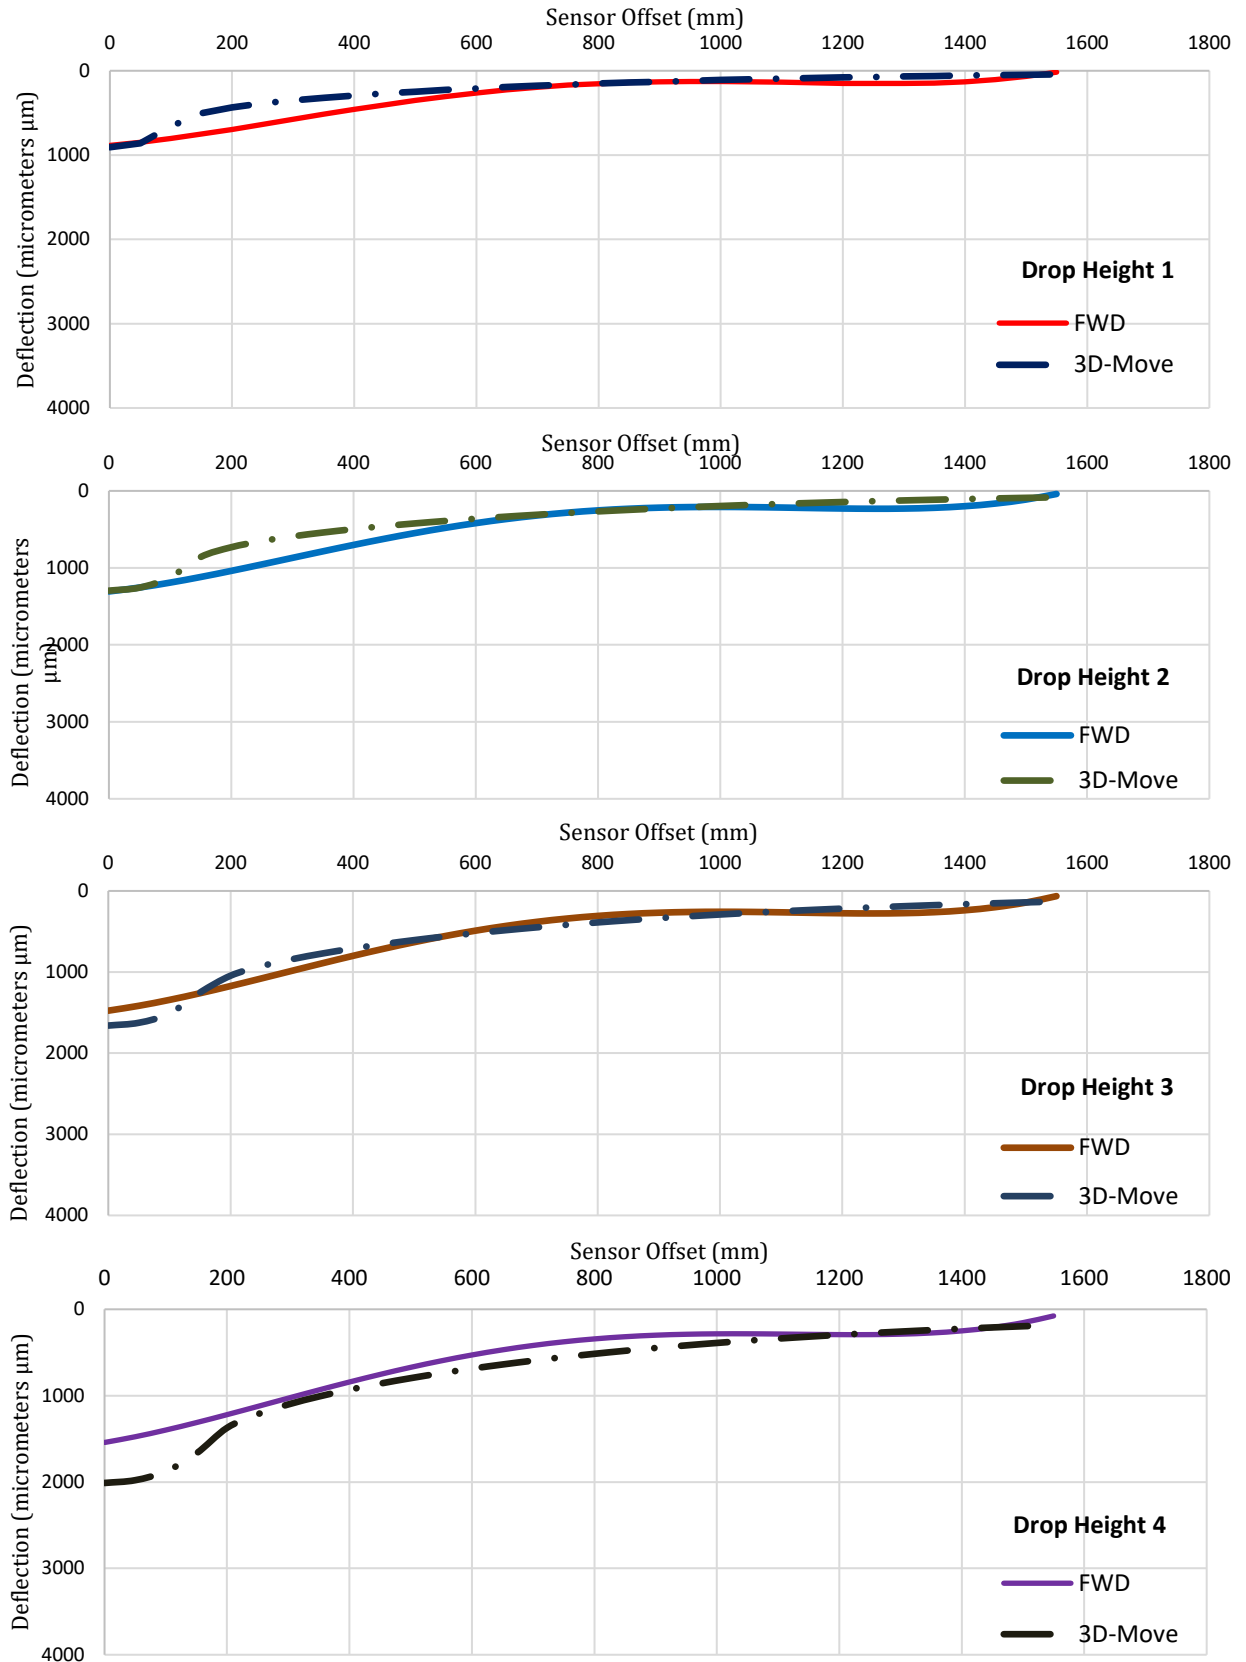 Sensor Offset (mm)
0 200 400 600 800 1000 1200 1400 1600 1800
0
1000
2000
3000
4000
Deflection (micrometers µm)
Drop Height 1
FWD
3D-Move
Sensor Offset (mm)
0 200 400 600 800 1000 1200 1400 1600 1800
0
1000
2000
3000
4000
Deflection (micrometers
µm)
Drop Height 2
FWD
3D-Move
Sensor Offset (mm)
0 200 400 600 800 1000 1200 1400 1600 1800
0
1000
2000
3000
4000
Deflection (micrometers µm)
Drop Height 3
FWD
3D-Move
Sensor Offset (mm)
0 200 400 600 800 1000 1200 1400 1600 1800
0
1000
2000
3000
4000
Deflection (micrometers µm)
Drop Height 4
FWD
3D-Move